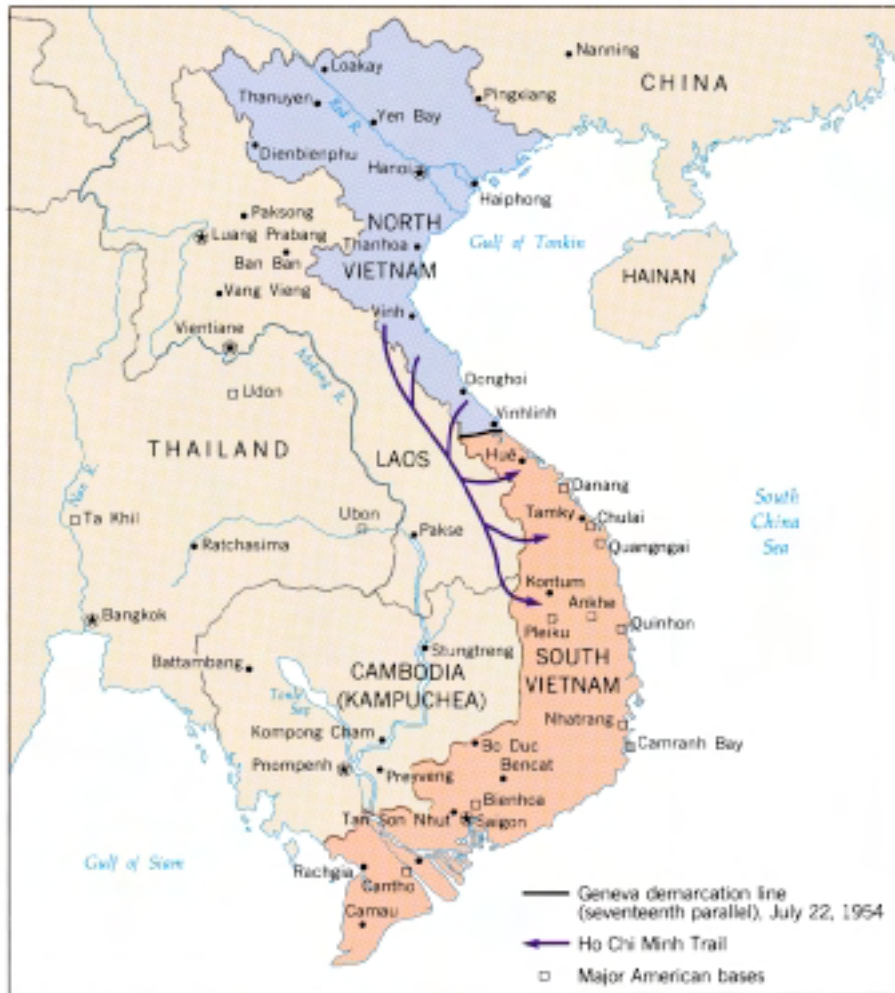 Nanning
CHINA
Loakay
Pingxiang
Thanuyen
Red R.
Yen Bay
Dienbienphu
Hanoi
Haiphong
Paksong
NORTH
VIETNAM
Luang Prabang
Thanhoa
Gulf of Tonkin
Ban Ban
HAINAN
Vang Vieng
Vinh
Vientiane
Mekong R.
Donghoi
Udon
Vinhlinh
THAILAND
LAOS
Huê
Nan R.
Danang
South
China
Sea
Ta Khli
Ubon
Tamky
Chulai
Pakse
Ratchasima
Quangngai
Kontum
Ankhe
Bangkok
Pleiku
Quinhon
Stungtreng
Battambang
CAMBODIA
(KAMPUCHEA)
SOUTH
VIETNAM
Tonle
Sap
Nhatrang
Kompong Cham
Bo Duc
Camranh Bay
Pnompenh
Preyveng
Bencat
Bienhoa
Tan Son Nhut
Saigon
Gulf of Siam
Rachgia
Cantho
Camau
Geneva demarcation line
(seventeenth parallel), July 22, 1954
Ho Chi Minh Trail
Major American bases